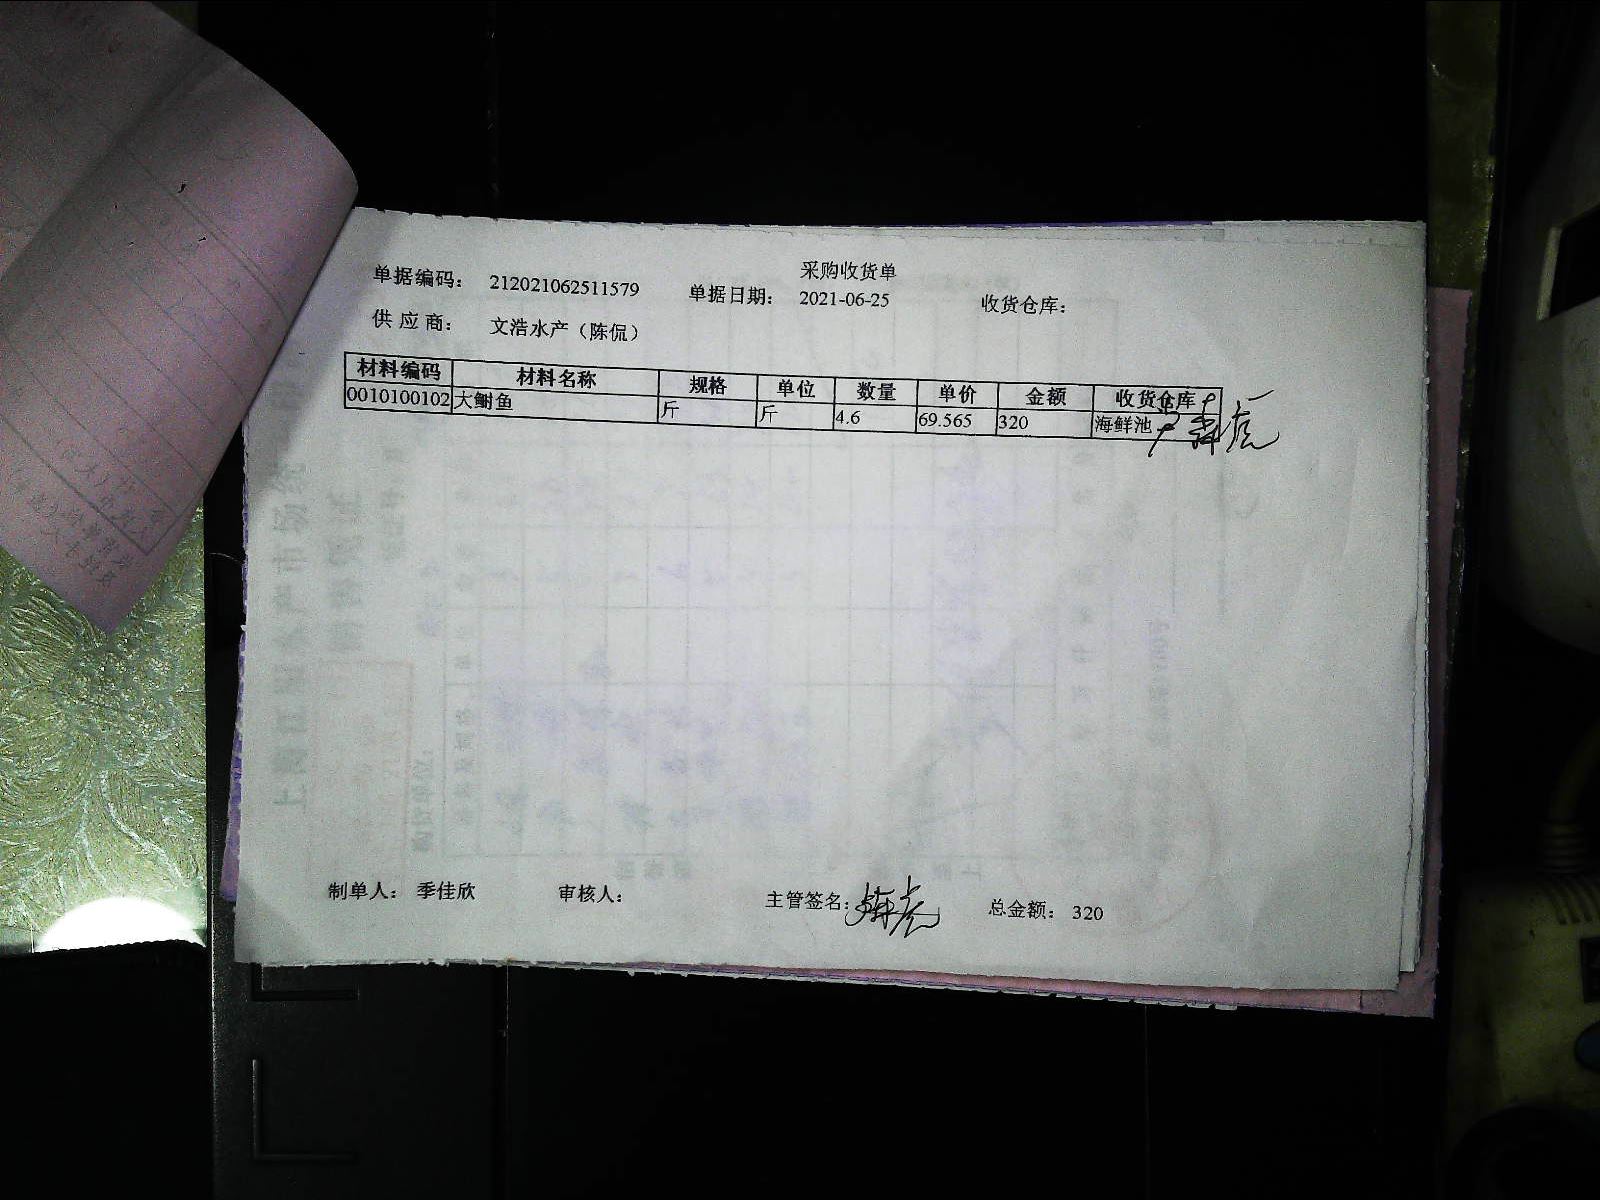 采购收货单
单据编码： 212021062511579 单据日期： 2021-06-25 收货仓库：
供 应 商： 文浩水产（陈侃）
材料编码 材料名称 规格 单位 数量 单价 金额 收货仓库
0010100102 大鲥鱼 斤 斤 4.6 69.565 320 海鲜池
制单人： 季佳欣 审核人： 主管签名： 总金额： 320